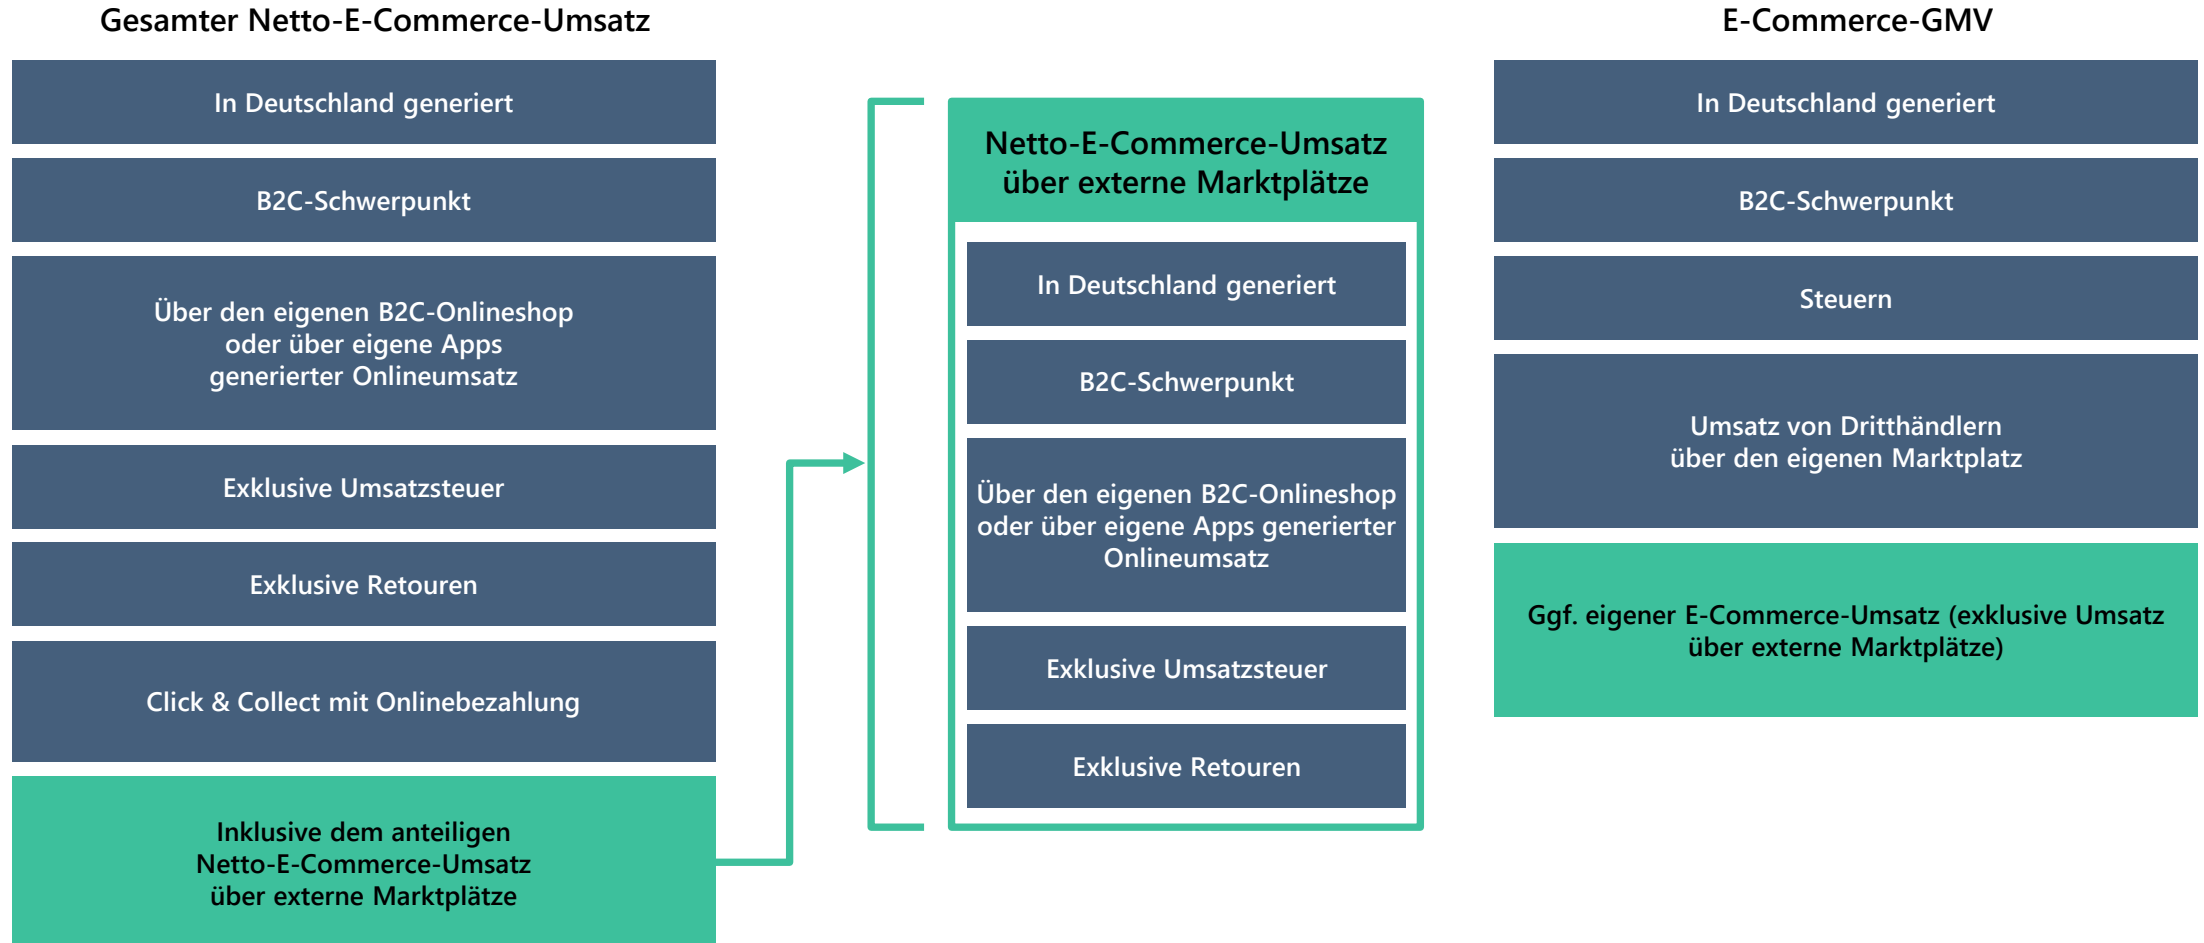 Gesamter Netto-E-Commerce-Umsatz
In Deutschland generiert
B2C-Schwerpunkt
Über den eigenen B2C-Onlineshop
oder über eigene Apps
generierter Onlineumsatz
Exklusive Umsatzsteuer
Exklusive Retouren
Click & Collect mit Onlinebezahlung
Inklusive dem anteiligen
Netto-E-Commerce-Umsatz
über externe Marktplätze
Netto-E-Commerce-Umsatz
über externe Marktplätze
In Deutschland generiert
B2C-Schwerpunkt
Über den eigenen B2C-Onlineshop
oder über eigene Apps generierter
Onlineumsatz
Exklusive Umsatzsteuer
Exklusive Retouren
E-Commerce-GMV
In Deutschland generiert
B2C-Schwerpunkt
Steuern
Umsatz von Dritthändlern
über den eigenen Marktplatz
Ggf. eigener E-Commerce-Umsatz (exklusive Umsatz
über externe Marktplätze)